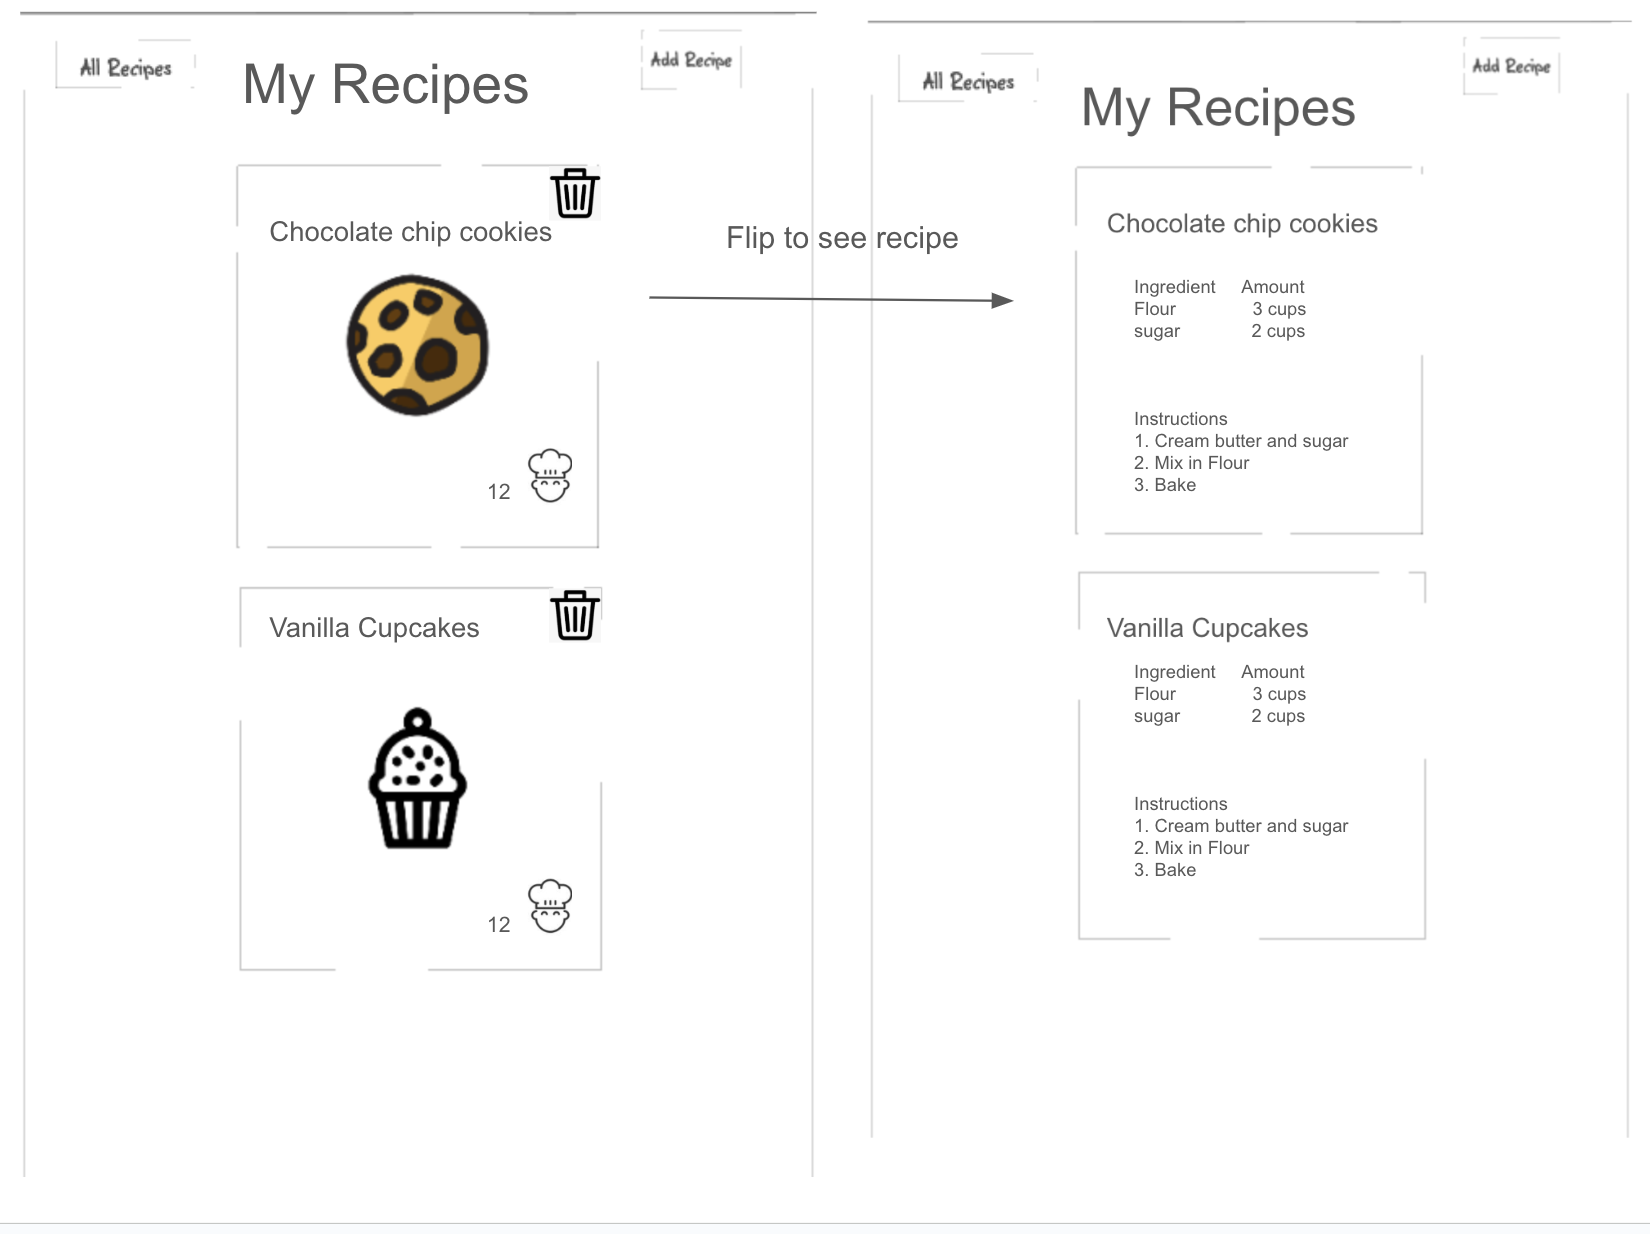 All Recipes
My Recipes
Add Recipe
Chocolate chip cookies
12
Vanilla Cupcakes
12
Flip to see recipe
All Recipes
My Recipes
Add Recipe
Chocolate chip cookies
Ingredient Amount
Flour 3 cups
sugar 2 cups
Instructions
1. Cream butter and sugar
2. Mix in Flour
3. Bake
Vanilla Cupcakes
Ingredient Amount
Flour 3 cups
sugar 2 cups
Instructions
1. Cream butter and sugar
2. Mix in Flour
3. Bake